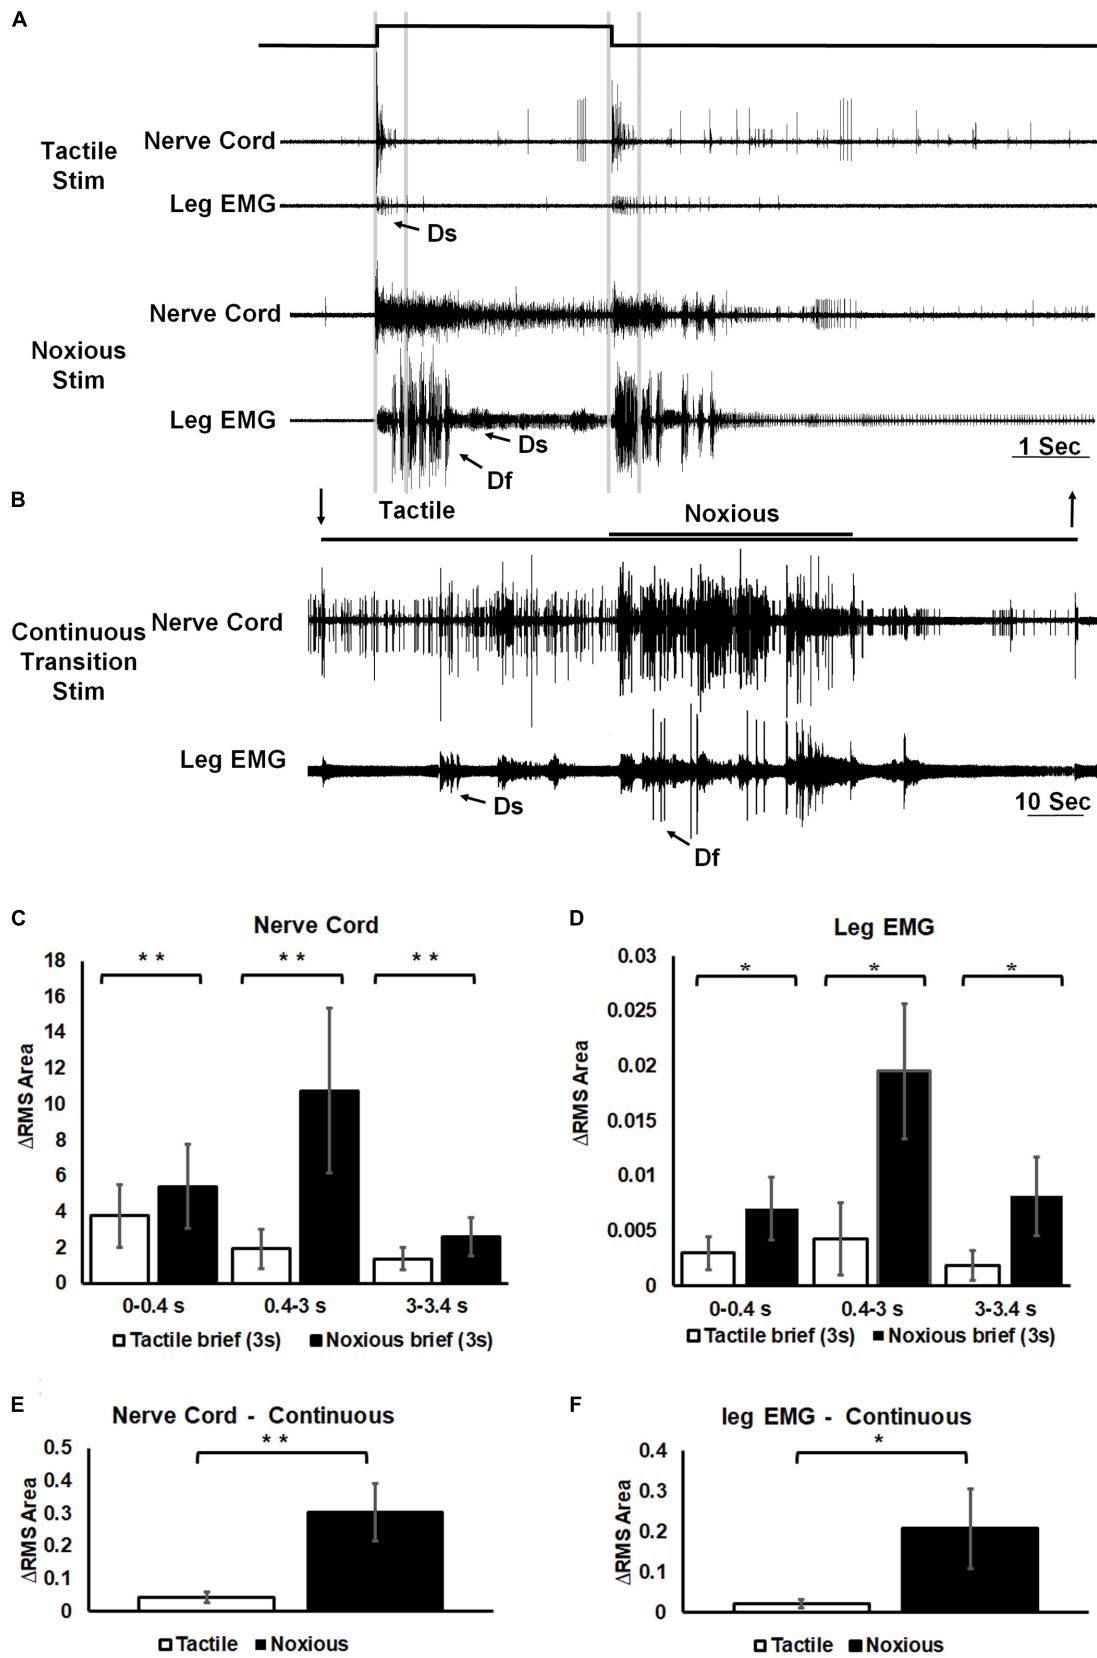 A
Tactile
Stim
Nerve Cord
Leg EMG
Ds
Noxious
Stim
Nerve Cord
Leg EMG
Ds
Df
1 Sec
B
Tactile
Noxious
Continuous
Transition
Stim
Nerve Cord
Leg EMG
Ds
Df
10 Sec
C
Nerve Cord
* *
* *
* *
ΔRMS Area
18
16
14
12
10
8
6
4
2
0
0-0.4 s
0.4-3 s
3-3.4 s
Tactile brief (3s)
Noxious brief (3s)
D
Leg EMG
*
*
*
ΔRMS Area
0.03
0.025
0.02
0.015
0.01
0.005
0
0-0.4 s
0.4-3 s
3-3.4 s
Tactile brief (3s)
Noxious brief (3s)
E
Nerve Cord - Continuous
* *
ΔRMS Area
0.5
0.4
0.3
0.2
0.1
0
Tactile
Noxious
F
leg EMG - Continuous
*
ΔRMS Area
0.4
0.3
0.2
0.1
0
Tactile
Noxious